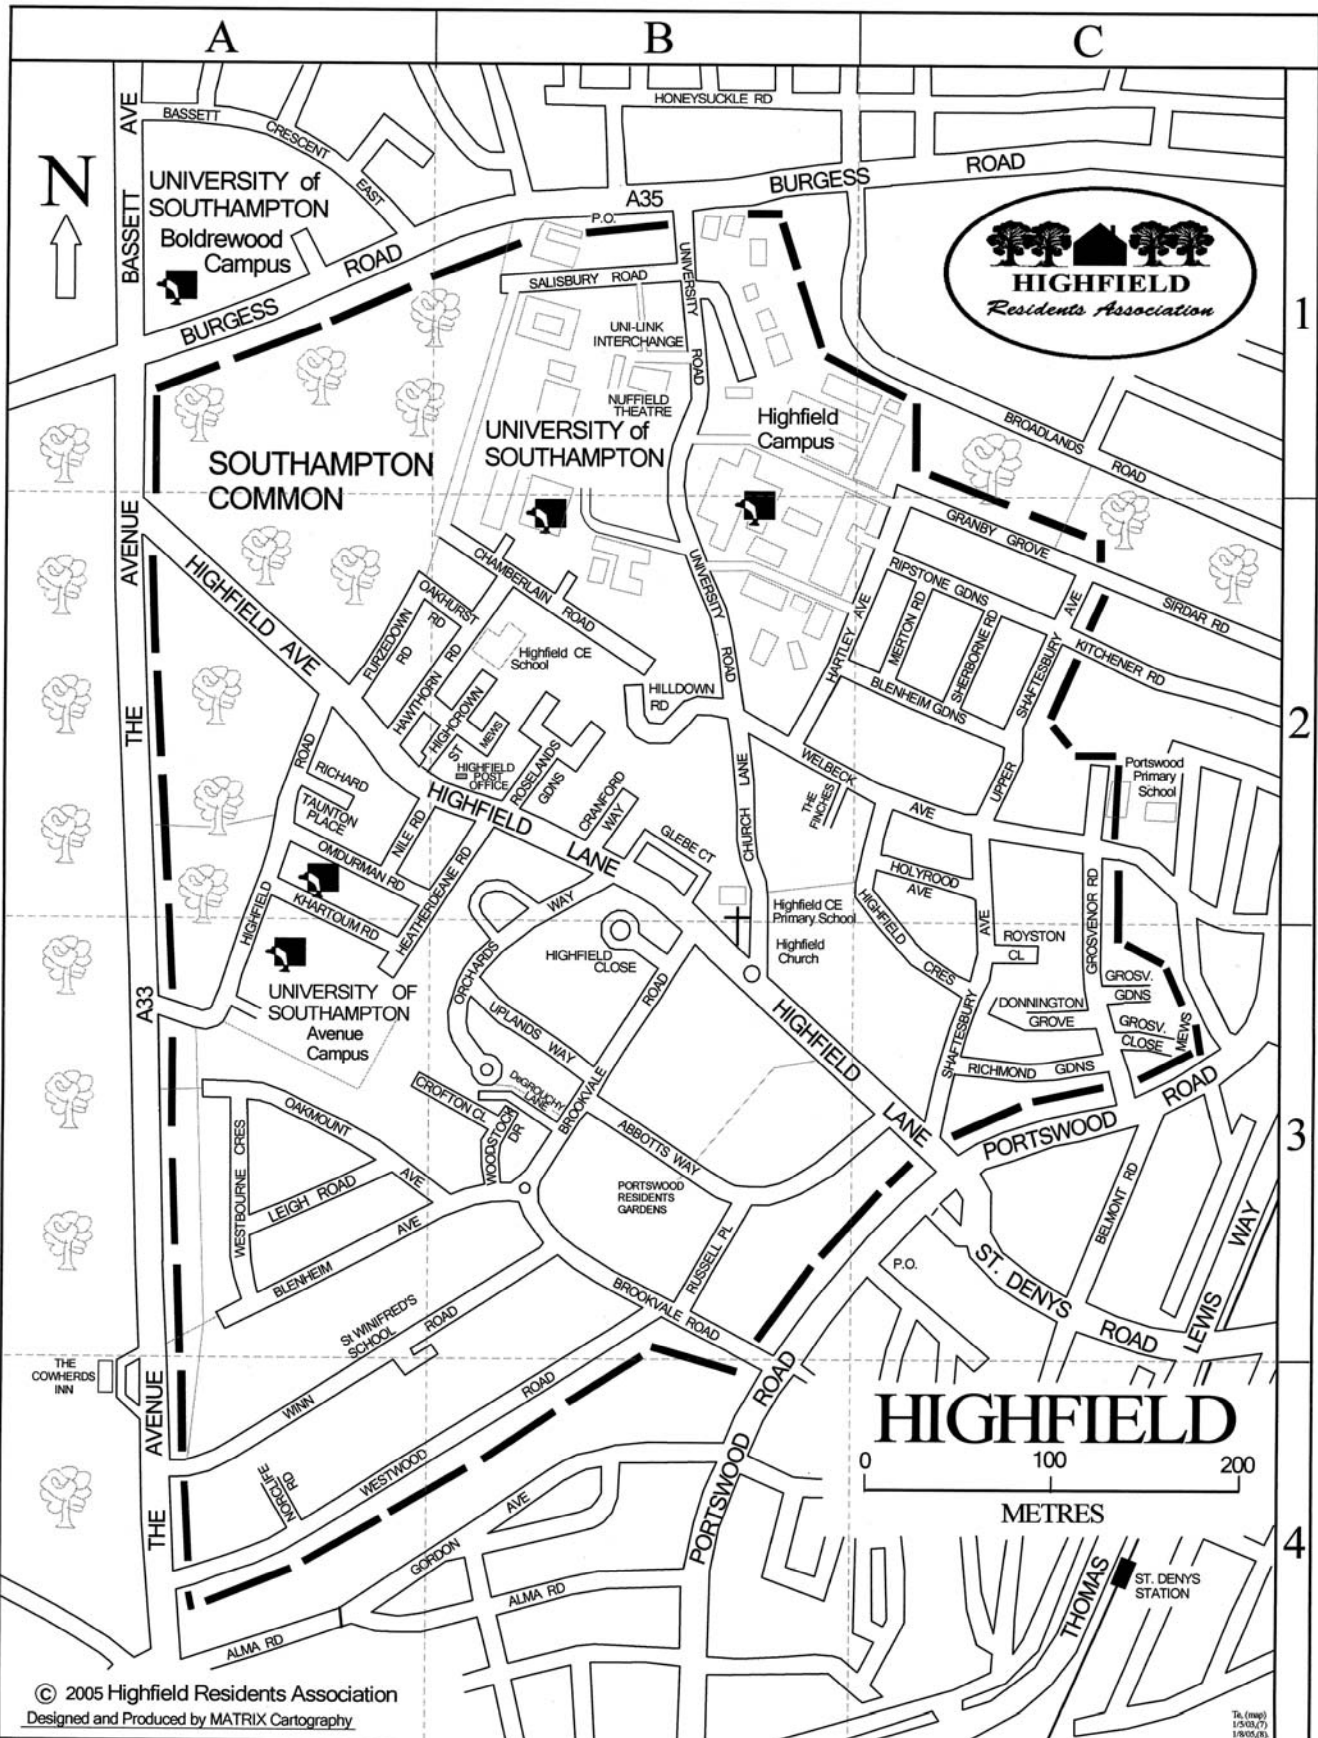 A
B
C
1
2
3
4
N
HONEYSUCKLE RD
BASSETT
CRESCENT
EAST
BASSETT AVE
UNIVERSITY of
SOUTHAMPTON
Boldrewood
Campus
BURGESS ROAD
A35
P.O.
BURGESS ROAD
HIGHFIELD
Residents Association
SALISBURY ROAD
UNIVERSITY ROAD
UNI-LINK
INTERCHANGE
NUFFIELD
THEATRE
UNIVERSITY of
SOUTHAMPTON
Highfield
Campus
BROADLANDS ROAD
SOUTHAMPTON
COMMON
THE AVENUE
HIGHFIELD AVE
CHAMBERLAIN ROAD
OAKHURST
RD
FURZEDOWN
RD
HAWTHORN RD
Highfield CE
School
HIGHCROWN
ST
MEWS
HIGHFIELD
POST
OFFICE
ROSELANDS
GDNS
UNIVERSITY ROAD
HILLDOWN
RD
GRANBY GROVE
RIPSTONE GDNS
HARTLEY AVE
MERTON RD
SHERBORNE RD
BLENHEIM GDNS
UPPER SHAFTESBURY AVE
SIRDAR RD
KITCHENER RD
WELBECK AVE
THE
FINCHES
CHURCH LANE
Portswood
Primary
School
HIGHFIELD ROAD
RICHARD
TAUNTON
PLACE
NILE RD
OMDURMAN RD
KHARTOUM RD
HEATHERDEANE RD
HIGHFIELD LANE
CRANFORD
WAY
GLEBE CT
ORCHARDS WAY
HOLYROOD
AVE
HIGHFIELD CRES
SHAFTESBURY AVE
GROSVENOR RD
Highfield CE
Primary School
Highfield
Church
ROYSTON
CL
GROSV.
GDNS
DONNINGTON
GROVE
GROSV.
CLOSE
MEWS
RICHMOND GDNS
A33
UNIVERSITY OF
SOUTHAMPTON
Avenue
Campus
HIGHFIELD
CLOSE
UPLANDS WAY
BROOKVALE ROAD
HIGHFIELD LANE
PORTSWOOD ROAD
CROFTON CL
DeGROUCHY
LANE
WOODSTOCK
DR
ABBOTTS WAY
PORTSWOOD
RESIDENTS
GARDENS
RUSSELL PL
OAKMOUNT AVE
WESTBOURNE CRES
LEIGH ROAD
BLENHEIM AVE
BROOKVALE ROAD
P.O.
ST. DENYS ROAD
BELMONT RD
LEWIS WAY
St WINIFRED'S
SCHOOL
WINN ROAD
THE
COWHERDS
INN
THE AVENUE
NORCLIFFE
RD
WESTWOOD ROAD
PORTSWOOD ROAD
GORDON AVE
ALMA RD
ALMA RD
HIGHFIELD
0 100 200
METRES
THOMAS
ST. DENYS
STATION
© 2005 Highfield Residents Association
Designed and Produced by MATRIX Cartography